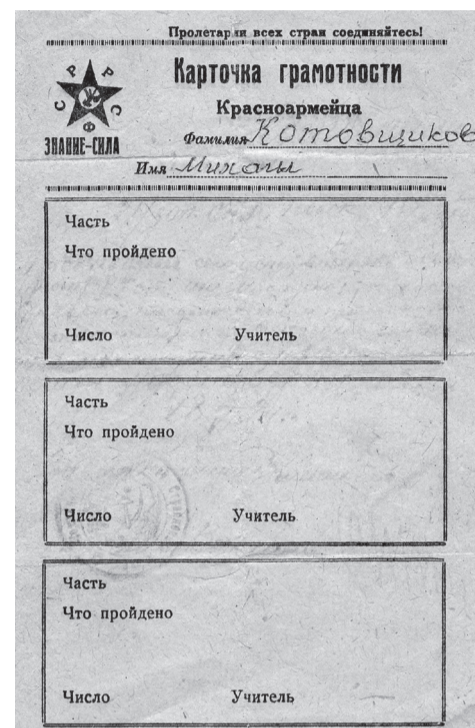 Пролетарии всех стран соединяйтесь!
РСФСР
Карточка грамотности
Красноармейца
ЗНАНИЕ-СИЛА
Фамилия Котовщиков
Имя Михаил
Часть
Что пройдено
Число Учитель
Часть
Что пройдено
Число Учитель
Часть
Что пройдено
Число Учитель